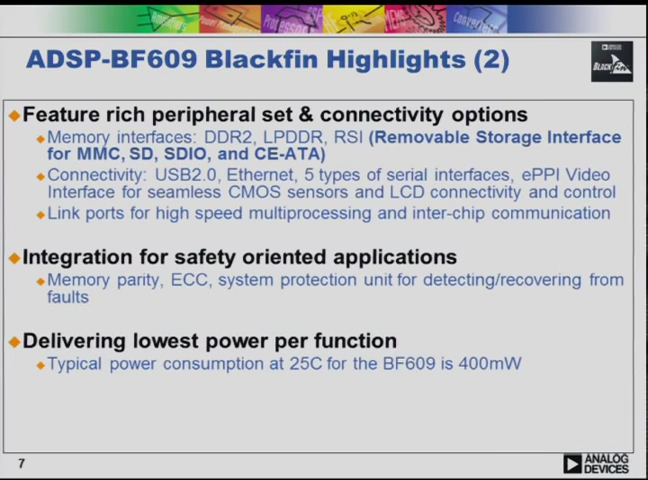 ADSP-BF609 Blackfin Highlights (2)
Feature rich peripheral set & connectivity options
Memory interfaces: DDR2, LPDDR, RSI (Removable Storage Interface
for MMC, SD, SDIO, and CE-ATA)
Connectivity: USB2.0, Ethernet, 5 types of serial interfaces, ePPI Video
Interface for seamless CMOS sensors and LCD connectivity and control
Link ports for high speed multiprocessing and inter-chip communication
Integration for safety oriented applications
Memory parity, ECC, system protection unit for detecting/recovering from
faults
Delivering lowest power per function
Typical power consumption at 25C for the BF609 is 400mW
7
ANALOG
DEVICES